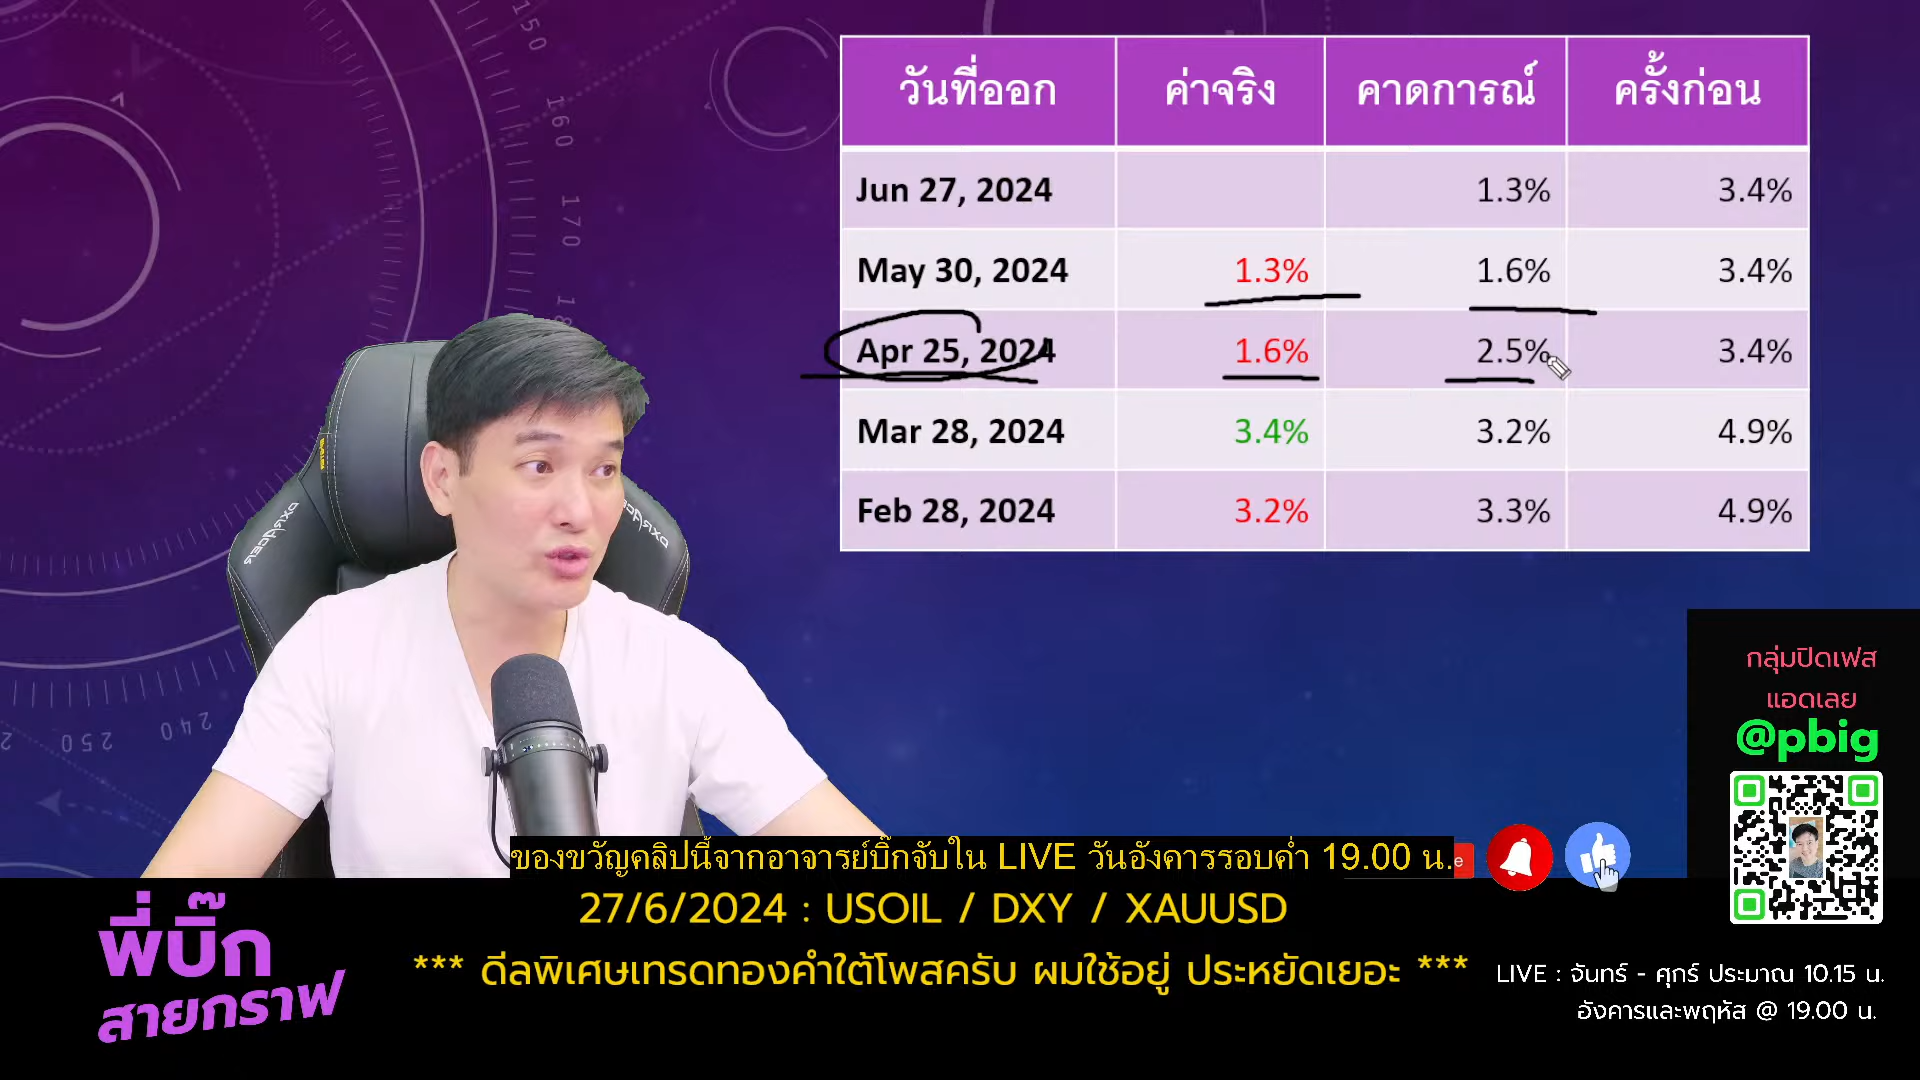 วันที่ออก ค่าจริง คาดการณ์ ครั้งก่อน
Jun 27, 2024 1.3% 3.4%
May 30, 2024 1.3% 1.6% 3.4%
Apr 25, 2024 1.6% 2.5% 3.4%
Mar 28, 2024 3.4% 3.2% 4.9%
Feb 28, 2024 3.2% 3.3% 4.9%
150
160
170
240
250
DXRACER
DXRACER
กลุ่มปิดเฟส
แอดเลย
@pbig
ของขวัญคลิปนี้จากอาจารย์บิ๊กจับใน LIVE วันอังคารรอบค่ำ 19.00 น.
27/6/2024 : USOIL / DXY / XAUUSD
*** ดีลพิเศษเทรดทองคำใต้โพสครับ ผมใช้อยู่ ประหยัดเยอะ ***
พี่บิ๊ก
สายกราฟ
LIVE : จันทร์ - ศุกร์ ประมาณ 10.15 น.
อังคารและพฤหัส @ 19.00 น.